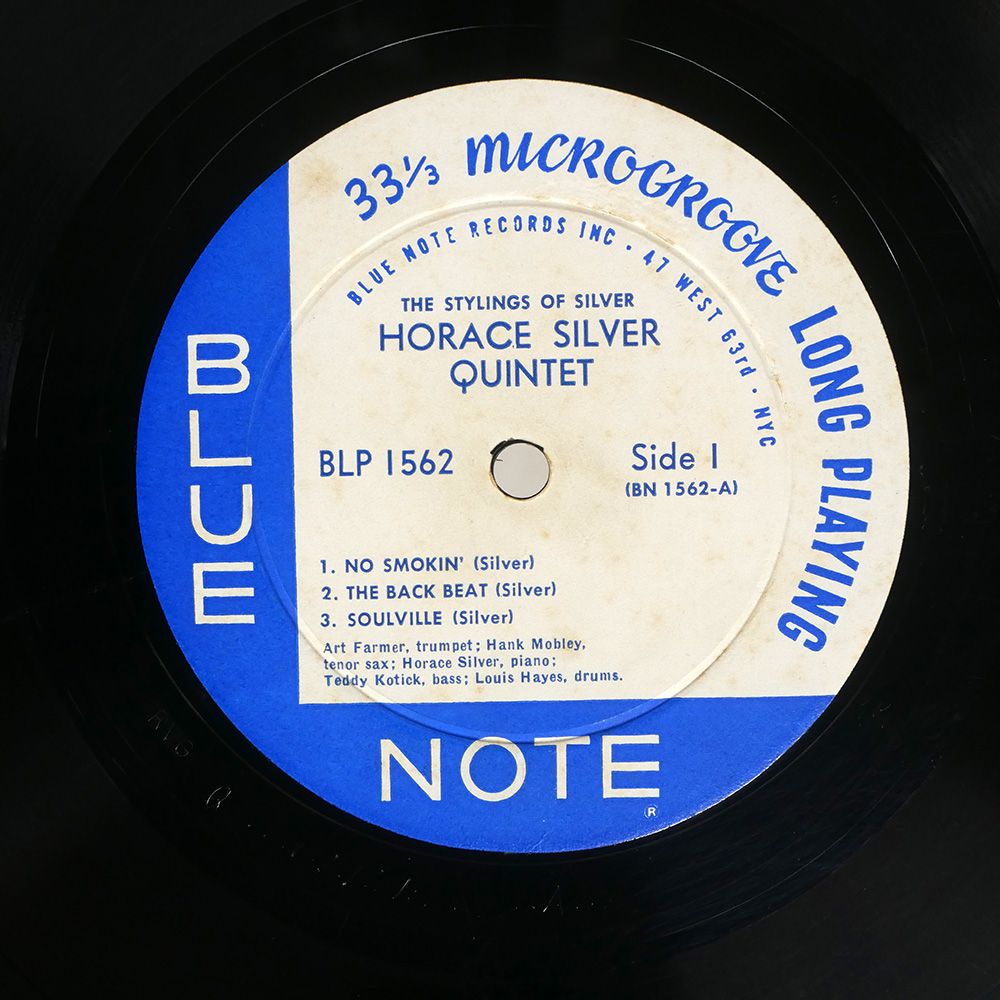 33⅓ MICROGROOVE LONG PLAYING
BLUE NOTE RECORDS INC · 47 WEST 63rd · NYC
THE STYLINGS OF SILVER
HORACE SILVER
QUINTET
BLP 1562
Side 1
(BN 1562-A)
1. NO SMOKIN' (Silver)
2. THE BACK BEAT (Silver)
3. SOULVILLE (Silver)
Art Farmer, trumpet; Hank Mobley,
tenor sax; Horace Silver, piano;
Teddy Kotick, bass; Louis Hayes, drums.
BLUE
NOTE
®